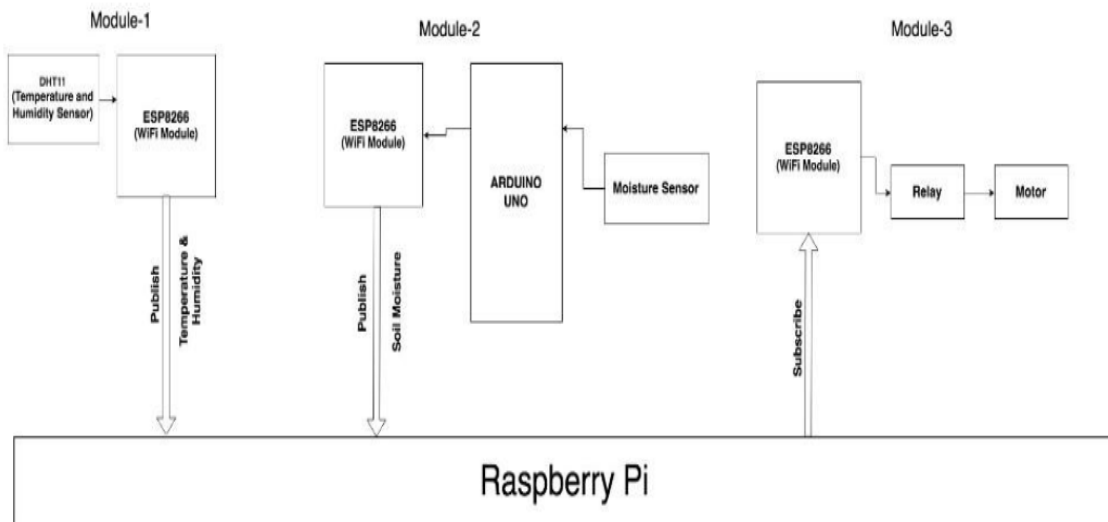 Module-1
Module-2
Module-3
DHT11
(Temperature and
Humidity Sensor)
ESP8266
(WiFi Module)
ESP8266
(WiFi Module)
ARDUINO
UNO
Moisture Sensor
ESP8266
(WiFi Module)
Relay
Motor
Publish
Temperature &
Humidity
Publish
Soil Moisture
Subscribe
Raspberry Pi